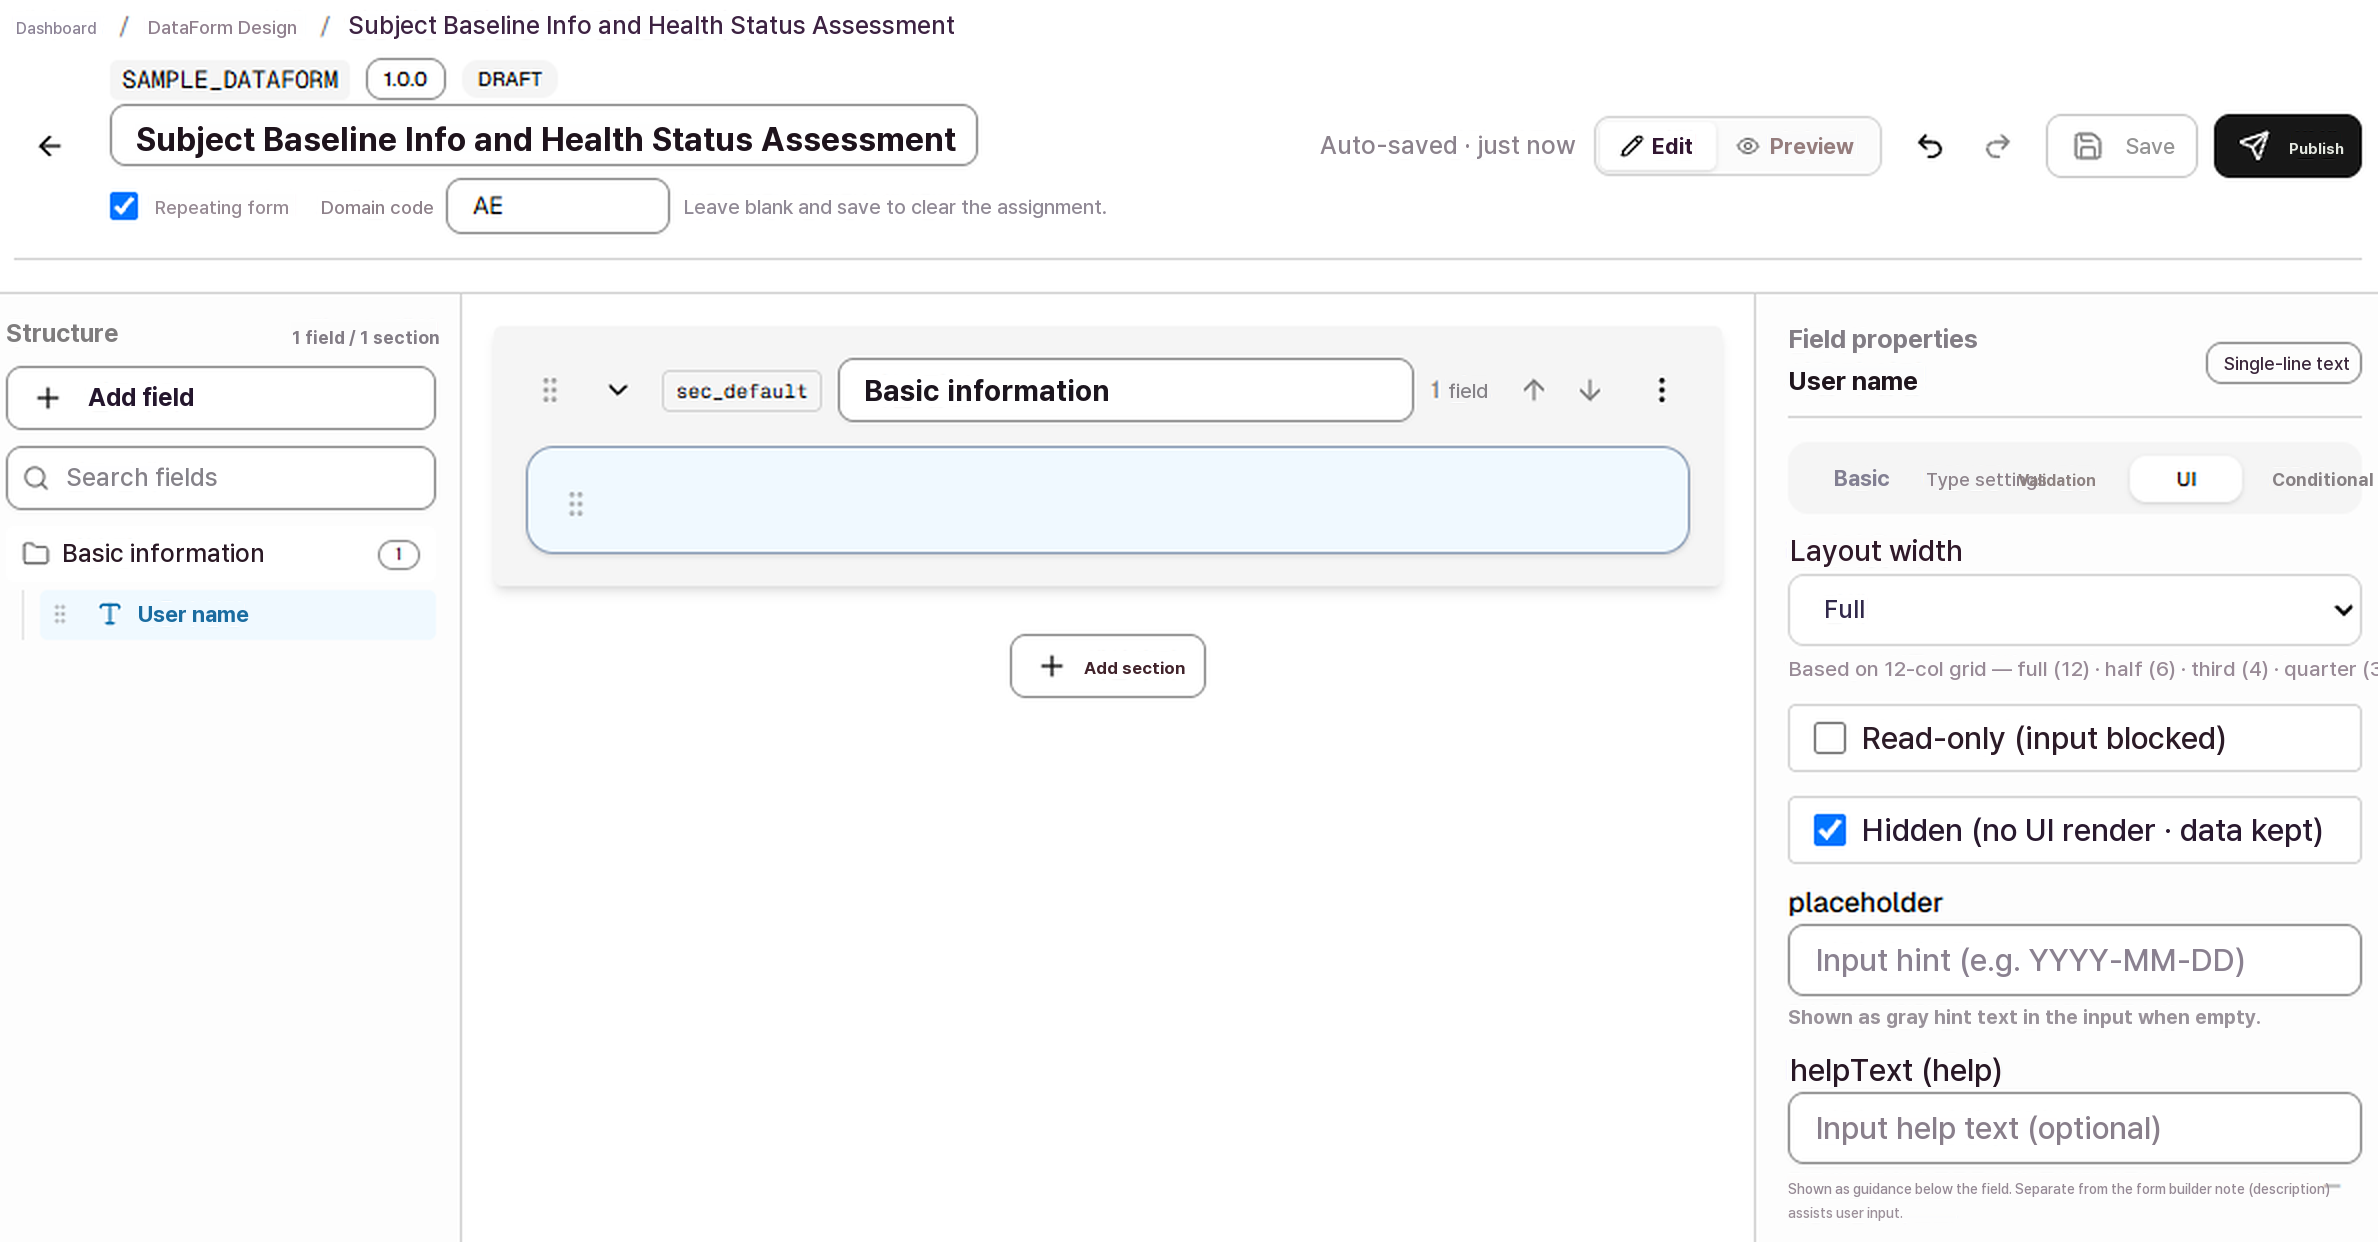 Dashboard / DataForm Design / Subject Baseline Info and Health Status Assessment
SAMPLE_DATAFORM 1.0.0 DRAFT
Subject Baseline Info and Health Status Assessment
Auto-saved · just now Edit Preview Save Publish
Repeating form Domain code AE Leave blank and save to clear the assignment.
Structure 1 field / 1 section
Add field
Search fields
Basic information 1
User name
sec_default Basic information 1 field
Add section
Field properties
User name
Single-line text
Basic Type settings Validation UI Conditional
Layout width
Full
Based on 12-col grid — full (12) · half (6) · third (4) · quarter (3
Read-only (input blocked)
Hidden (no UI render · data kept)
placeholder
Input hint (e.g. YYYY-MM-DD)
Shown as gray hint text in the input when empty.
helpText (help)
Input help text (optional)
Shown as guidance below the field. Separate from the form builder note (description)
assists user input.